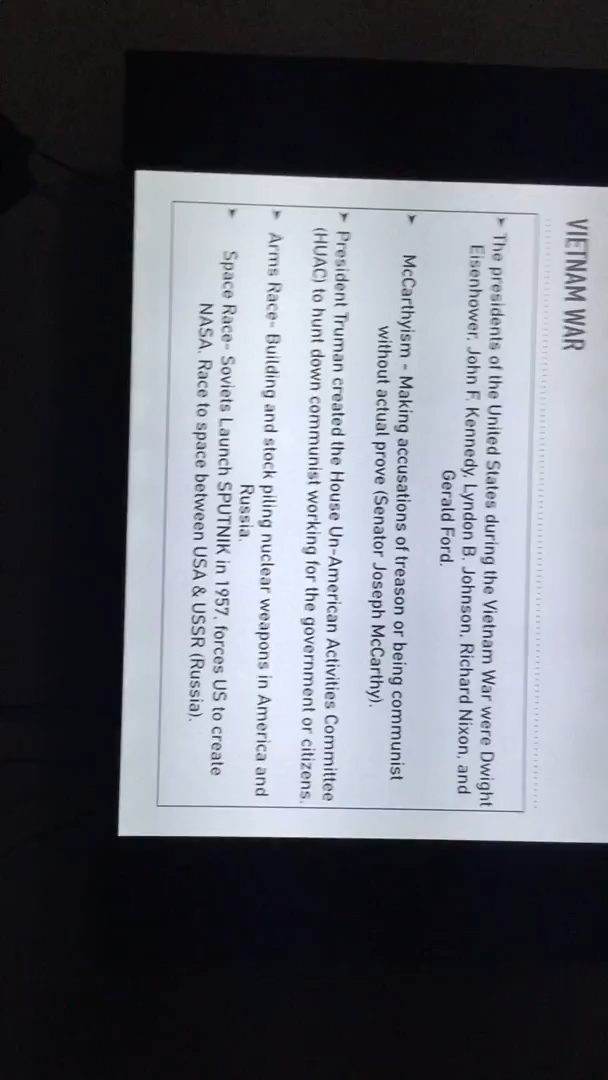 VIETNAM WAR
➤ The presidents of the United States during the Vietnam War were Dwight
Eisenhower, John F. Kennedy, Lyndon B. Johnson, Richard Nixon, and
Gerald Ford.
➤ McCarthyism - Making accusations of treason or being communist
without actual prove (Senator Joseph McCarthy).
➤ President Truman created the House Un-American Activities Committee
(HUAC) to hunt down communist working for the government or citizens.
➤ Arms Race- Building and stock piling nuclear weapons in America and
Russia.
➤ Space Race- Soviets Launch SPUTNIK in 1957, forces US to create
NASA. Race to space between USA & USSR (Russia).